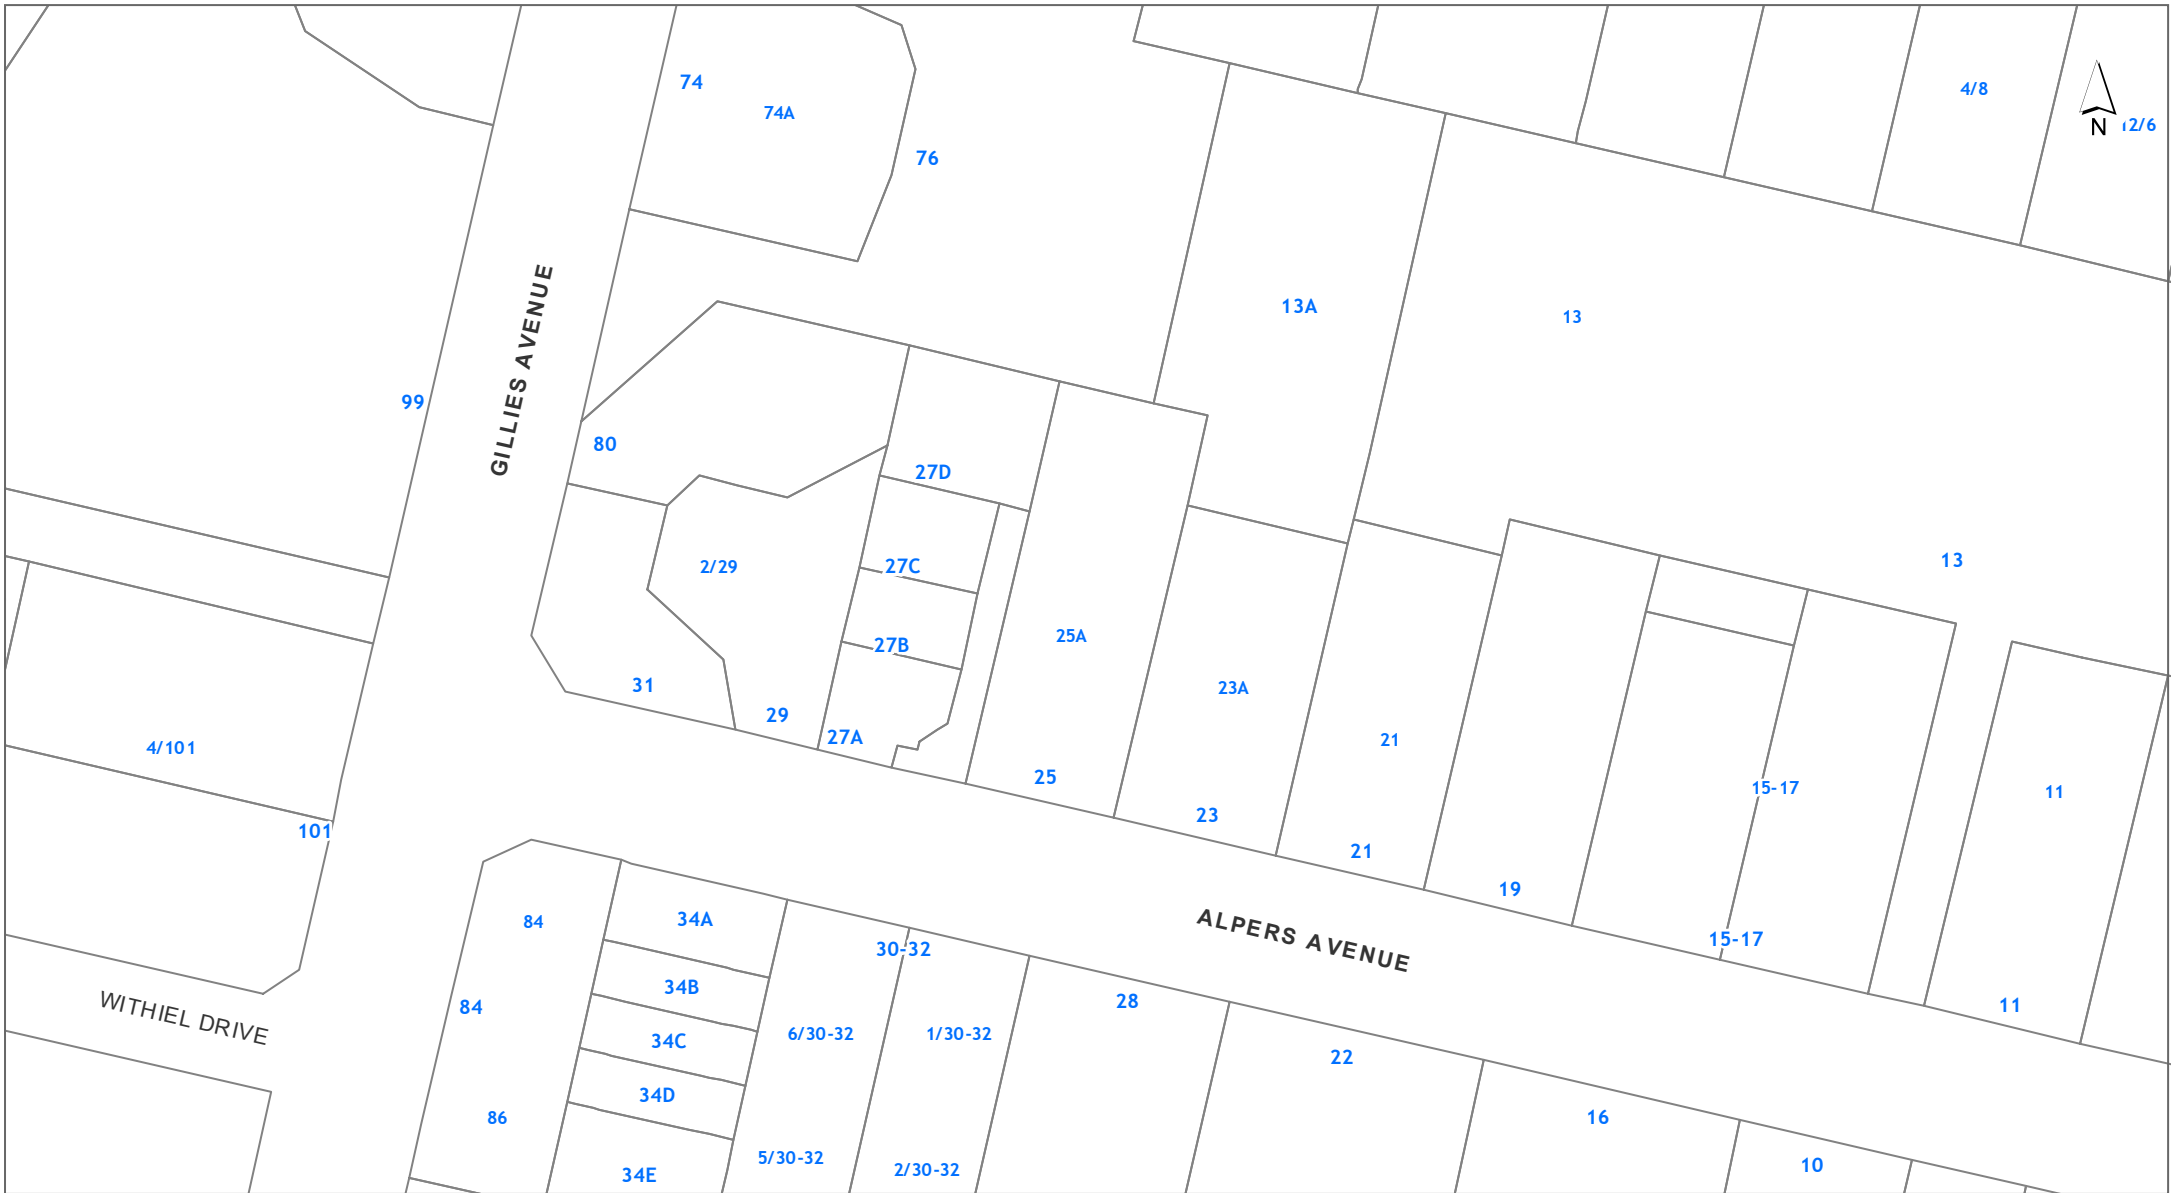 74
74A
4/8
N
12/6
76
13A
13
GILLIES AVENUE
99
80
27D
13
2/29
27C
25A
27B
31
23A
29
27A
21
4/101
25
15-17
11
101
23
21
19
34A
84
ALPERS AVENUE
15-17
30-32
34B
28
11
84
WITHIEL DRIVE
6/30-32
1/30-32
34C
22
34D
86
16
5/30-32
10
2/30-32
34E